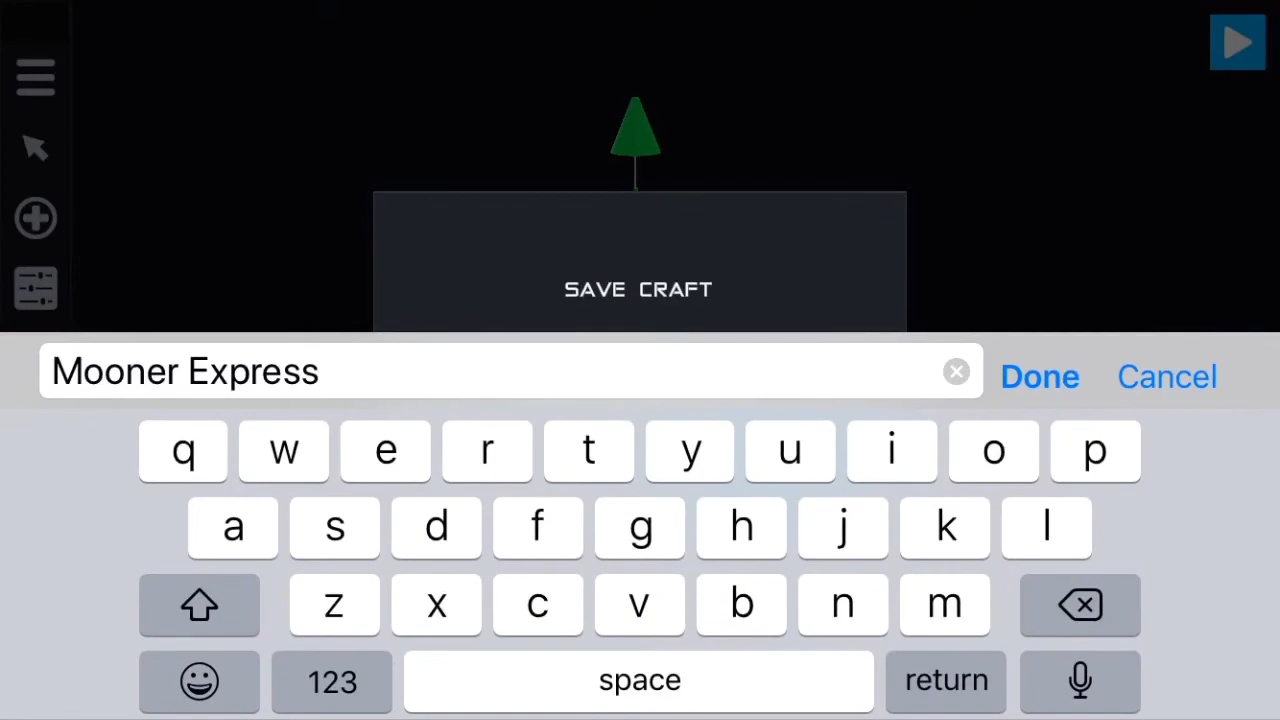 SAVE CRAFT
Mooner Express Done Cancel
q w e r t y u i o p
a s d f g h j k l
z x c v b n m
123 space return